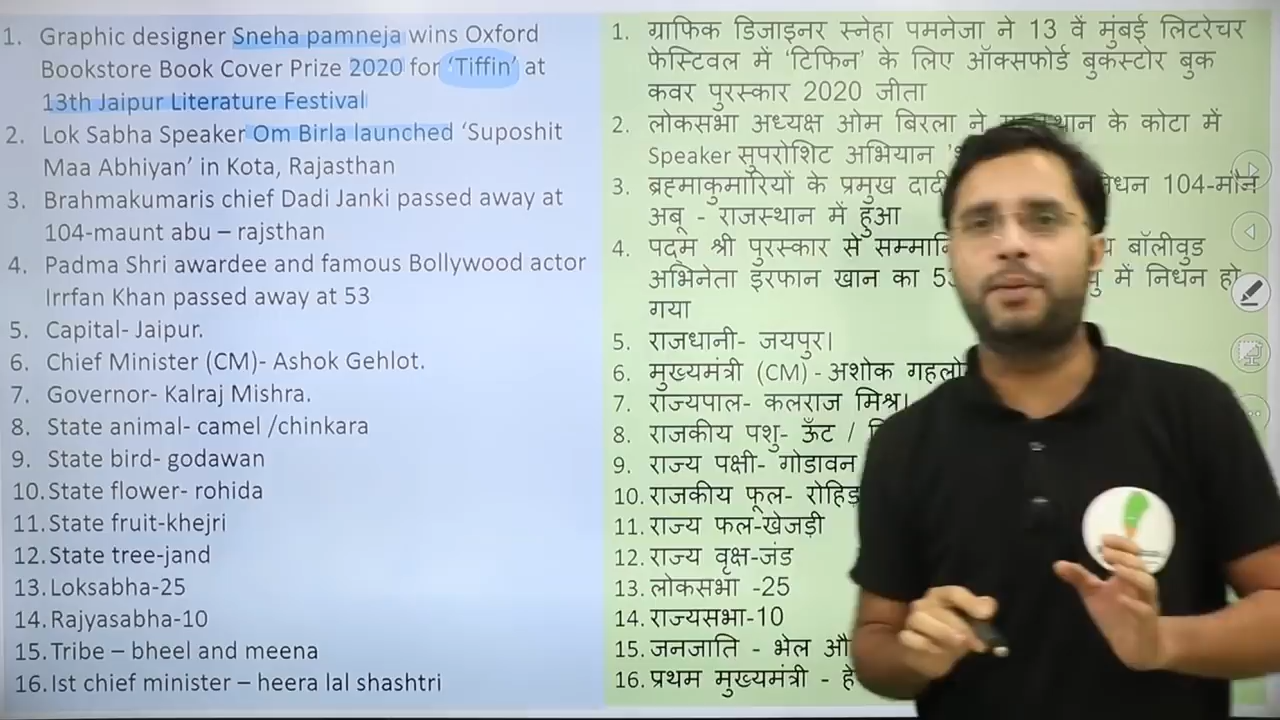 1. Graphic designer Sneha pamneja wins Oxford
Bookstore Book Cover Prize 2020 for 'Tiffin' at
13th Jaipur Literature Festival
2. Lok Sabha Speaker Om Birla launched 'Suposhit
Maa Abhiyan' in Kota, Rajasthan
3. Brahmakumaris chief Dadi Janki passed away at
104-maunt abu – rajsthan
4. Padma Shri awardee and famous Bollywood actor
Irrfan Khan passed away at 53
5. Capital- Jaipur.
6. Chief Minister (CM)- Ashok Gehlot.
7. Governor- Kalraj Mishra.
8. State animal- camel /chinkara
9. State bird- godawan
10. State flower- rohida
11. State fruit-khejri
12. State tree-jand
13. Loksabha-25
14. Rajyasabha-10
15. Tribe – bheel and meena
16. Ist chief minister – heera lal shashtri
1. ग्राफिक डिजाइनर स्नेहा पमनेजा ने 13 वें मुंबई लिटरेचर
फेस्टिवल में 'टिफिन' के लिए ऑक्सफोर्ड बुकस्टोर बुक
कवर पुरस्कार 2020 जीता
2. लोकसभा अध्यक्ष ओम बिरला ने के कोटा में
Speaker सुपरोशिट अभियान
3. ब्रह्माकुमारियों के प्रमुख दादी 104-मौन
अबू - राजस्थान में हुआ
4. पदम श्री पुरस्कार से बॉलीवुड
अभिनेता इरफान खान का में निधन हो
गया
5. राजधानी- जयपुर।
6. मुख्यमंत्री (CM) - अशोक
7. राज्यपाल- कलराज मिश्र।
8. राजकीय पशु- ऊँट /
9. राज्य पक्षी- गोडावन
10. राजकीय फूल-
11. राज्य फल-खेजड़ी
12. राज्य वृक्ष-जंड
13. लोकसभा -25
14. राज्यसभा-10
15. जनजाति - भेल
16. प्रथम मुख्यमंत्री -